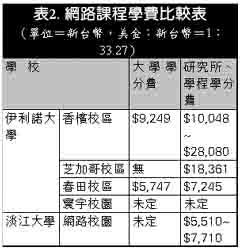 表2. 網路課程學費比較表
（單位＝新台幣，美金：新台幣＝1：
33.27）
學 校
大學學
分費
研究所、
學程學分
費
伊利諾大
學
香檳校區
$9,249
$10,048
~
$28,080
芝加哥校區
無
$18,361
春田校區
$5,747
$7,245
寰宇校園
未定
未定
淡江大學
網路校園
未定
$5,510~
$7,710